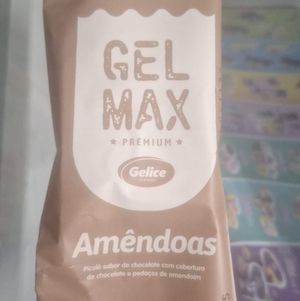 GEL
MAX
★ PREMIUM ★
Gelice
Amêndoas
Picolé sabor de chocolate com cobertura
de chocolate e pedaços de amendoim